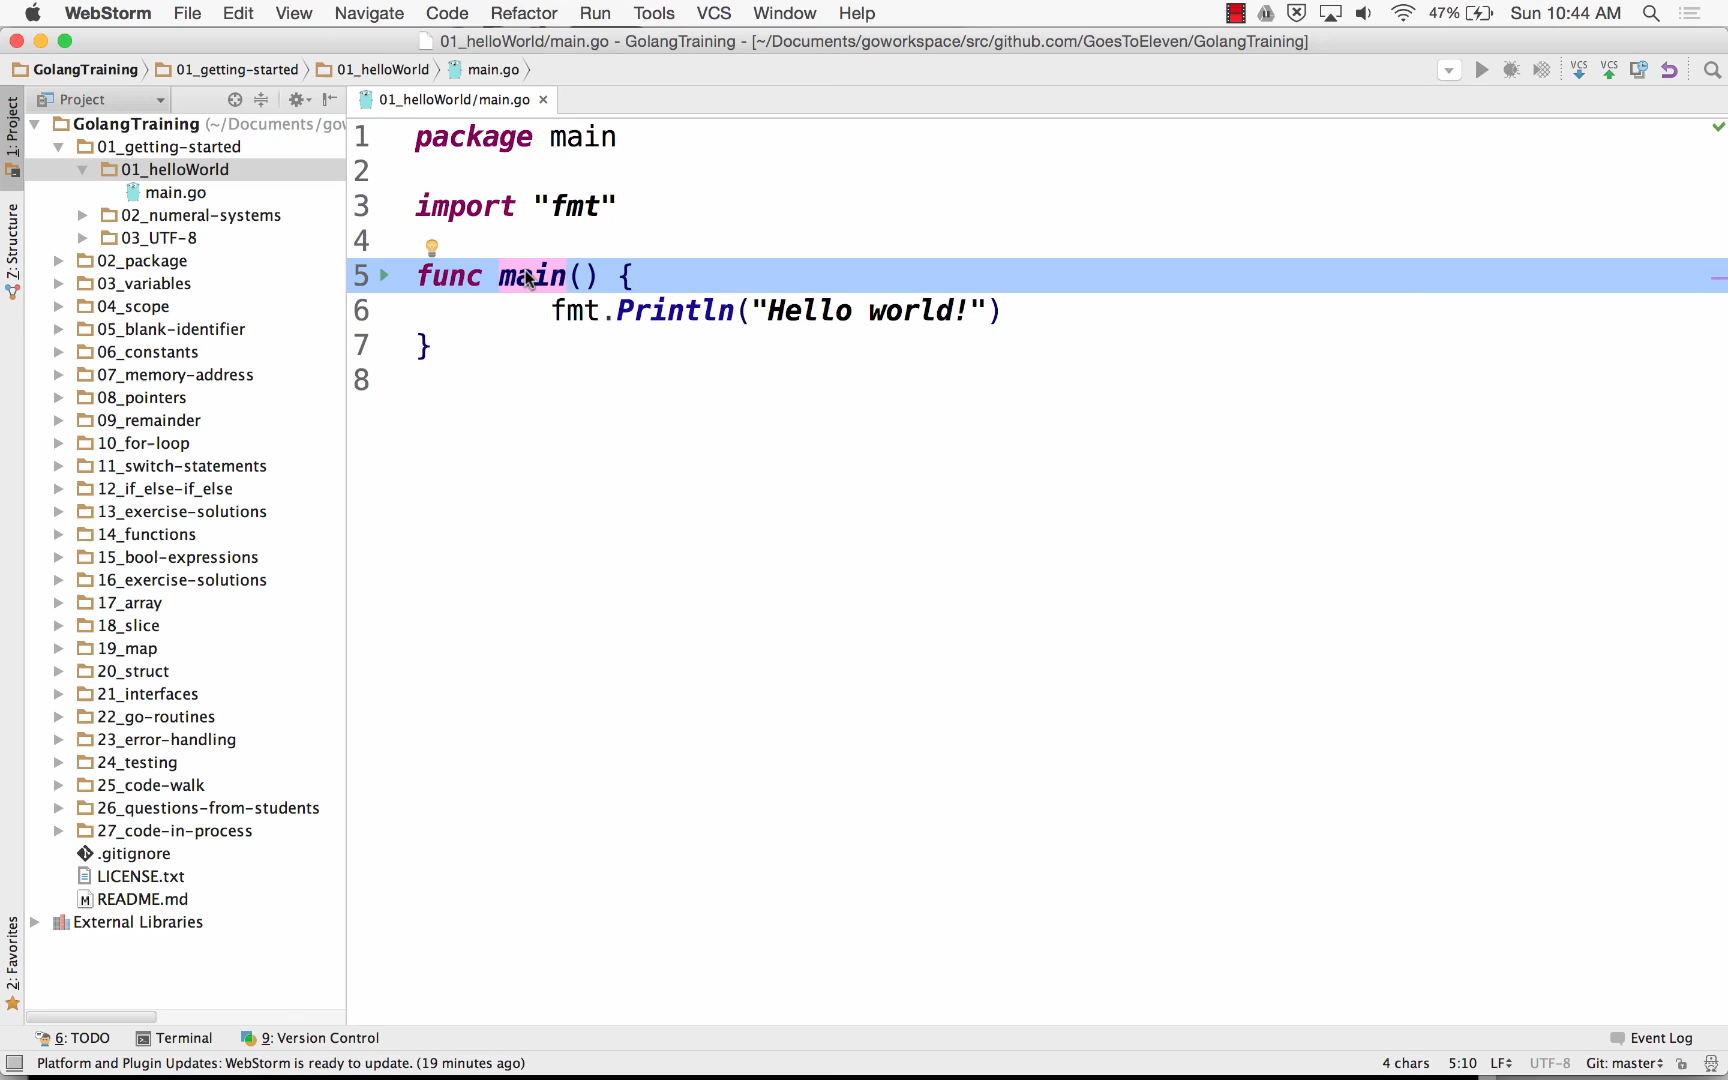 WebStorm File Edit View Navigate Code Refactor Run Tools VCS Window Help 47% Sun 10:44 AM
01_helloWorld/main.go - GolangTraining - [~/Documents/goworkspace/src/github.com/GoesToEleven/GolangTraining]
GolangTraining 01_getting-started 01_helloWorld main.go VCS VCS
1: Project
Z: Structure
2: Favorites
Project
GolangTraining (~/Documents/gov
01_getting-started
01_helloWorld
main.go
02_numeral-systems
03_UTF-8
02_package
03_variables
04_scope
05_blank-identifier
06_constants
07_memory-address
08_pointers
09_remainder
10_for-loop
11_switch-statements
12_if_else-if_else
13_exercise-solutions
14_functions
15_bool-expressions
16_exercise-solutions
17_array
18_slice
19_map
20_struct
21_interfaces
22_go-routines
23_error-handling
24_testing
25_code-walk
26_questions-from-students
27_code-in-process
.gitignore
LICENSE.txt
README.md
External Libraries
01_helloWorld/main.go
1 package main
2
3 import "fmt"
4
5 func main() {
6 fmt.Println("Hello world!")
7 }
8
6: TODO Terminal 9: Version Control Event Log
Platform and Plugin Updates: WebStorm is ready to update. (19 minutes ago) 4 chars 5:10 LF UTF-8 Git: master